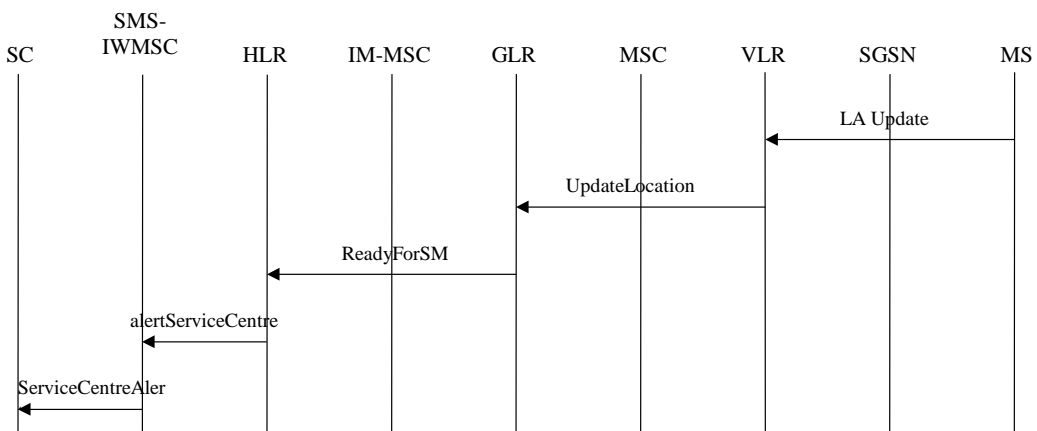 SMS-
IWMSC
SC
HLR
IM-MSC
GLR
MSC
VLR
SGSN
MS
LA Update
UpdateLocation
ReadyForSM
alertServiceCentre
ServiceCentreAler